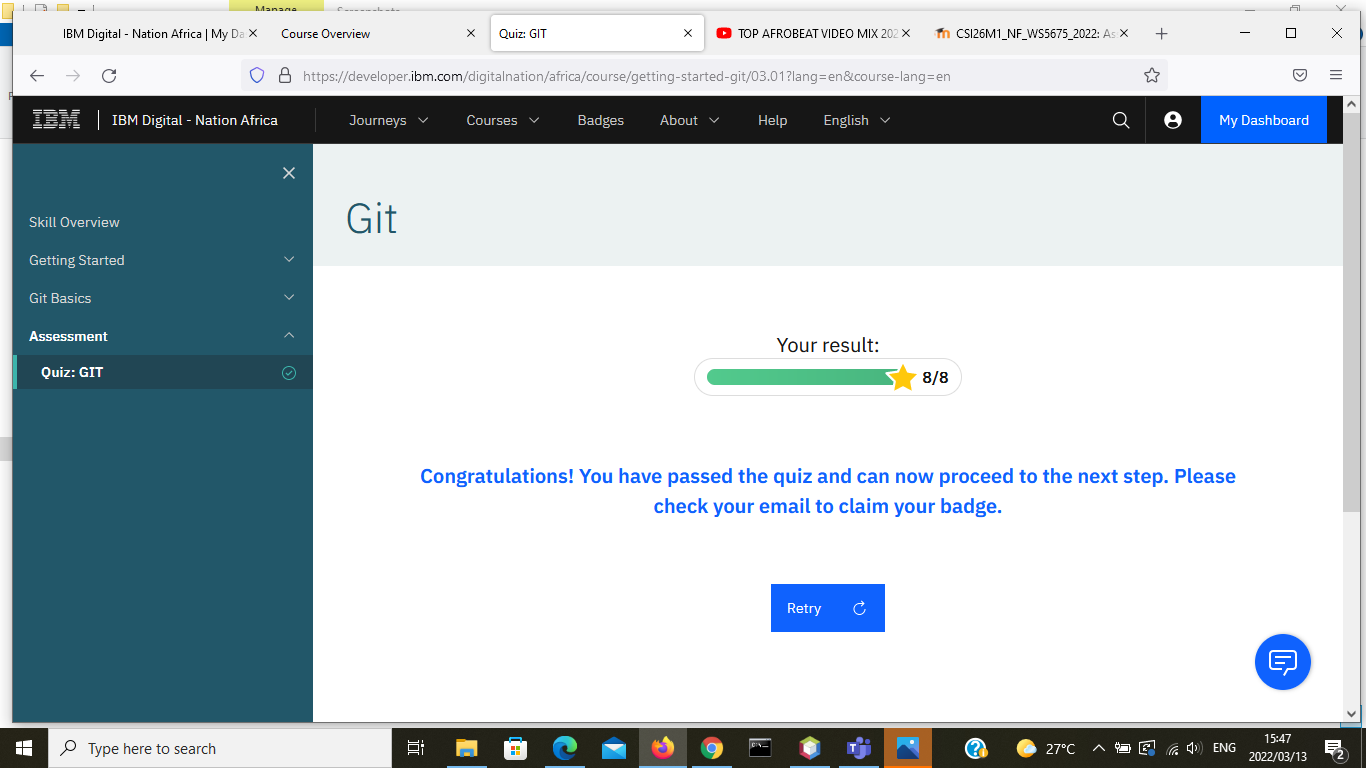 Manage
Screenshots
IBM Digital - Nation Africa | My Da
Course Overview
Quiz: GIT
TOP AFROBEAT VIDEO MIX 202
CSI26M1_NF_WS5675_2022: As
https://developer.ibm.com/digitalnation/africa/course/getting-started-git/03.01?lang=en&course-lang=en
IBM
IBM Digital - Nation Africa
Journeys
Courses
Badges
About
Help
English
My Dashboard
Skill Overview
Getting Started
Git Basics
Assessment
Quiz: GIT
Git
Your result:
8/8
Congratulations! You have passed the quiz and can now proceed to the next step. Please
check your email to claim your badge.
Retry
Type here to search
27°C
ENG
15:47
2022/03/13
2